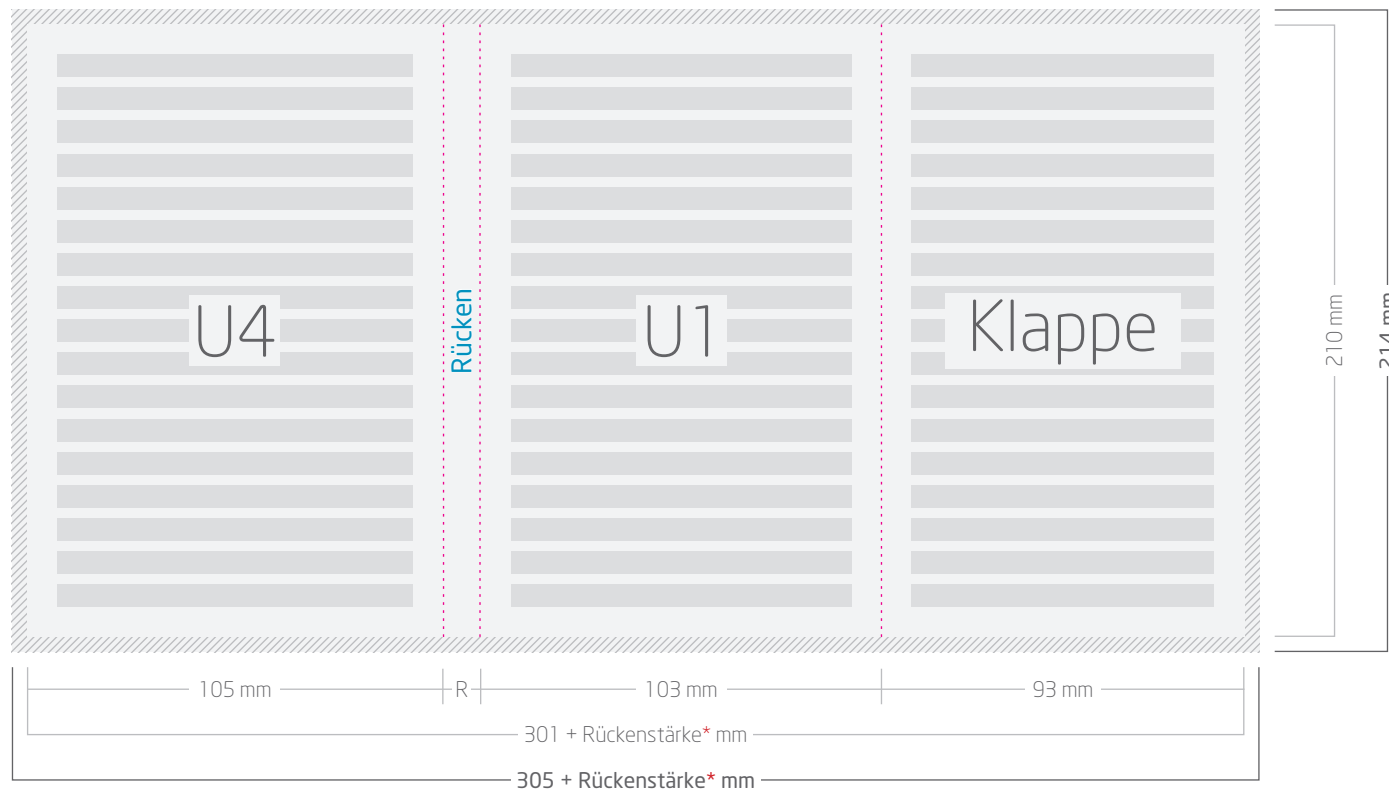 U4
Rücken
U1
Klappe
210 mm
214 mm
105 mm
R
103 mm
93 mm
301 + Rückenstärke* mm
305 + Rückenstärke* mm